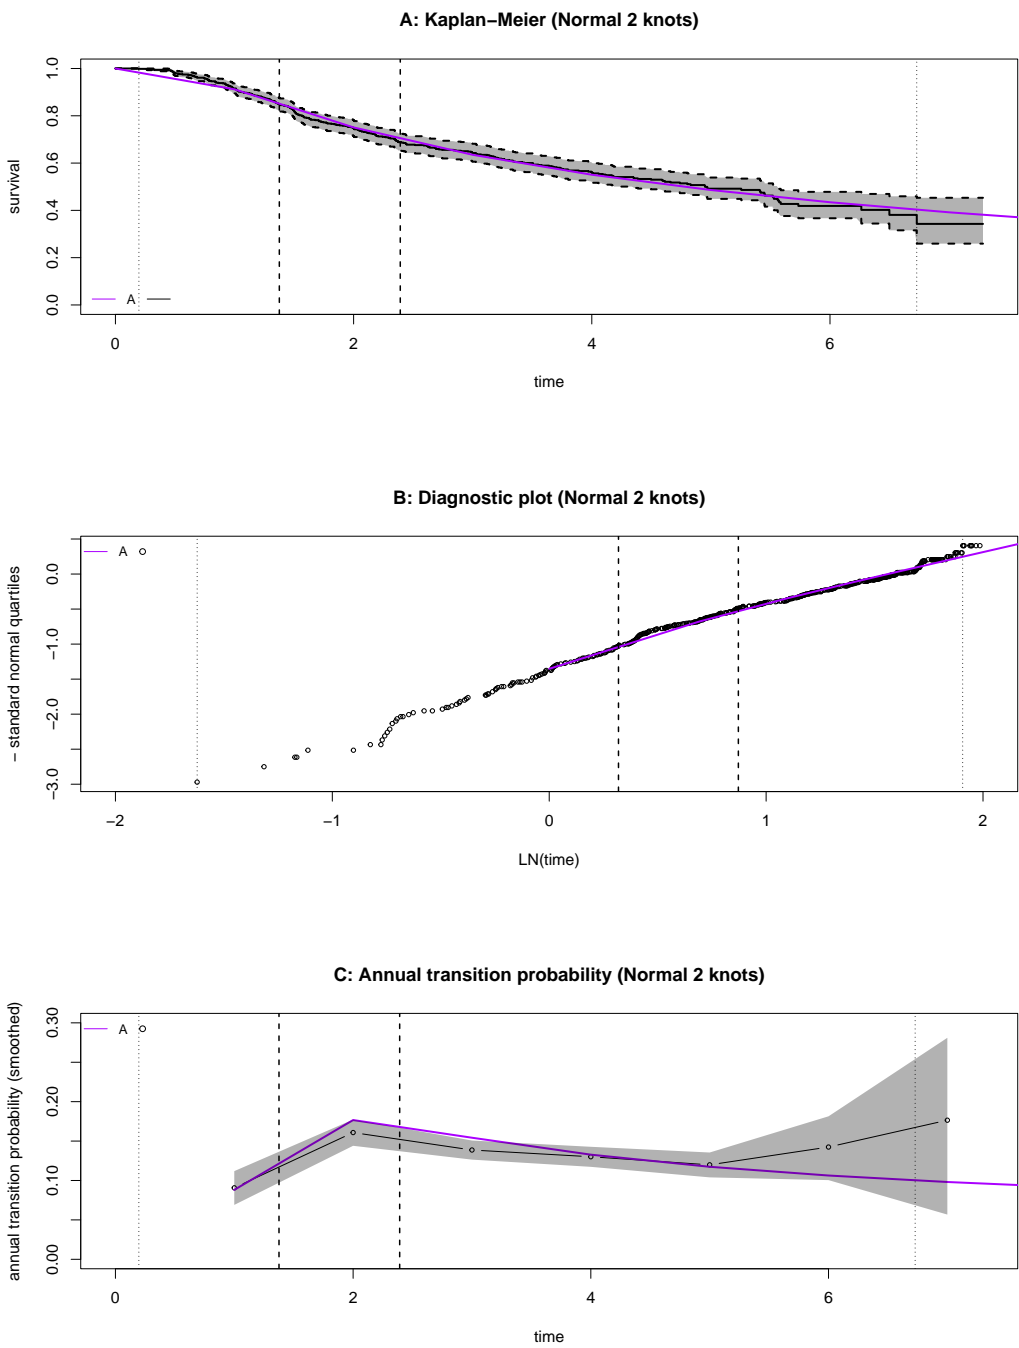 A: Kaplan−Meier (Normal 2 knots)
survival
1.0
0.8
0.6
0.4
0.2
0.0
A
0 2 4 6
time
B: Diagnostic plot (Normal 2 knots)
− standard normal quartiles
0.0
−1.0
−2.0
−3.0
A
−2 −1 0 1 2
LN(time)
C: Annual transition probability (Normal 2 knots)
annual transition probability (smoothed)
0.30
0.20
0.10
0.00
A
0 2 4 6
time